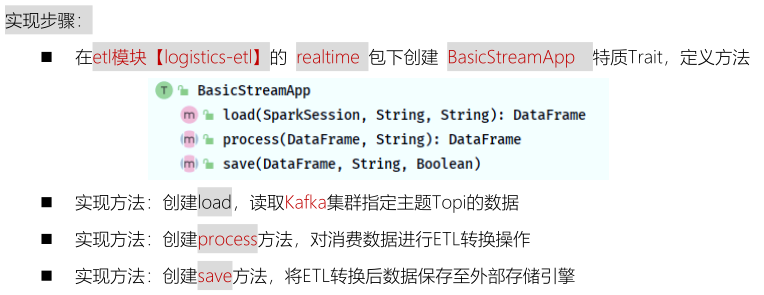 实现步骤：
■ 在etl模块【logistics-etl】的 realtime 包下创建 BasicStreamApp 特质Trait，定义方法
T BasicStreamApp
m load(SparkSession, String, String): DataFrame
m process(DataFrame, String): DataFrame
m save(DataFrame, String, Boolean)
■ 实现方法：创建load，读取Kafka集群指定主题Topi的数据
■ 实现方法：创建process方法，对消费数据进行ETL转换操作
■ 实现方法：创建save方法，将ETL转换后数据保存至外部存储引擎